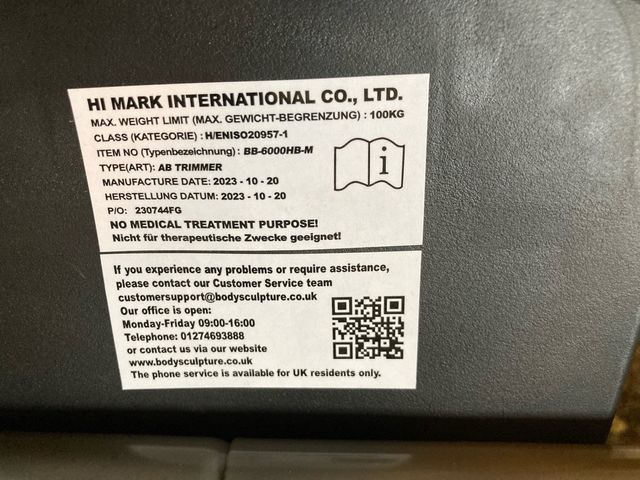 HI MARK INTERNATIONAL CO., LTD.
MAX. WEIGHT LIMIT (MAX. GEWICHT-BEGRENZUNG) : 100KG
CLASS (KATEGORIE) : H/ENISO20957-1
ITEM NO (Typenbezeichnung) : BB-6000HB-M
TYPE(ART): AB TRIMMER
MANUFACTURE DATE: 2023 - 10 - 20
HERSTELLUNG DATUM: 2023 - 10 - 20
P/O: 230744FG
NO MEDICAL TREATMENT PURPOSE!
Nicht für therapeutische Zwecke geeignet!
i
If you experience any problems or require assistance,
please contact our Customer Service team
customersupport@bodysculpture.co.uk
Our office is open:
Monday-Friday 09:00-16:00
Telephone: 01274693888
or contact us via our website
www.bodysculpture.co.uk
The phone service is available for UK residents only.